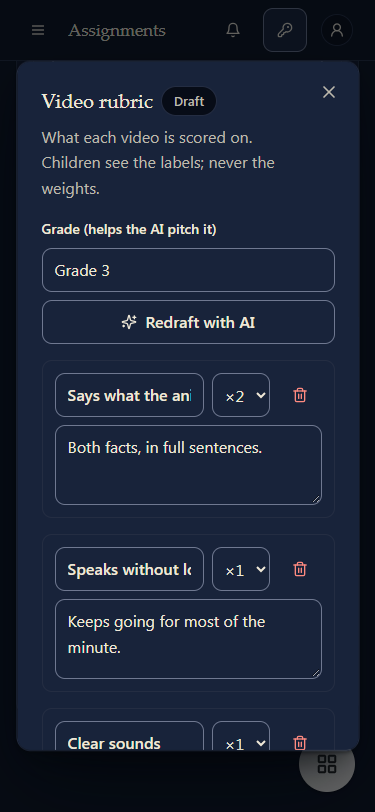 Assignments
Video rubric
Draft
What each video is scored on.
Children see the labels; never the
weights.
Grade (helps the AI pitch it)
Grade 3
Redraft with AI
Says what the
×2
Both facts, in full sentences.
Speaks without
×1
Keeps going for most of the
minute.
Clear sounds
×1